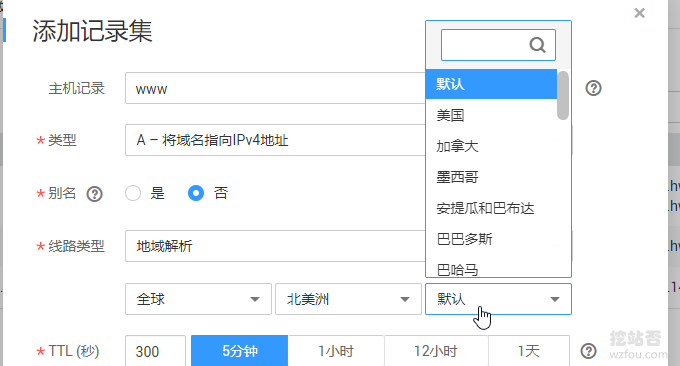 添加记录集
×
主机记录
www
* 类型
A – 将域名指向IPv4地址
* 别名
是
否
* 线路类型
地域解析
全球
北美洲
默认
默认
美国
加拿大
墨西哥
安提瓜和巴布达
巴巴多斯
巴哈马
* TTL (秒)
300
5分钟
1小时
12小时
1天
挖站否
wzfou.com